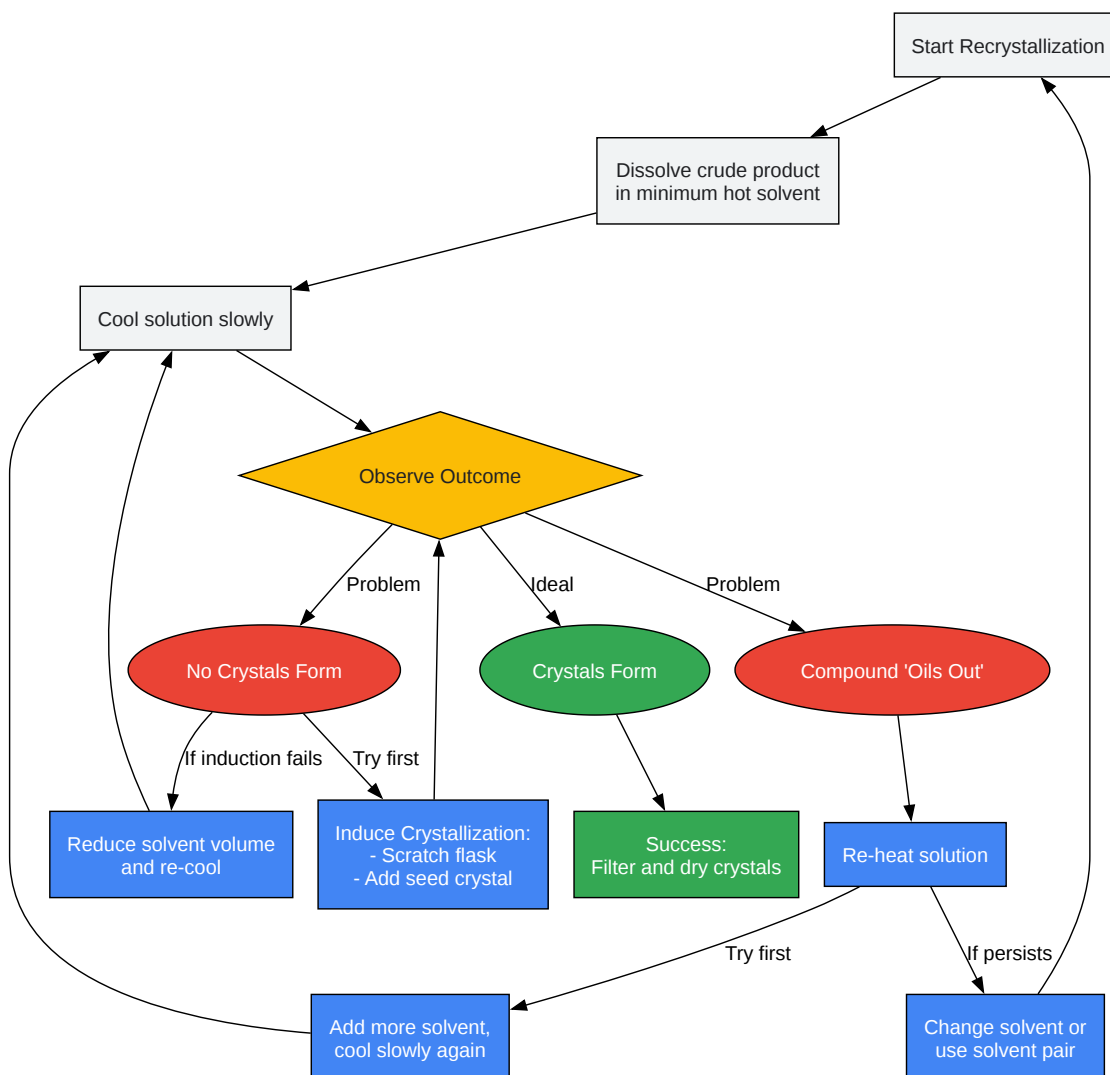 Start Recrystallization
Dissolve crude product
in minimum hot solvent
Cool solution slowly
Observe Outcome
Problem
Ideal
Problem
No Crystals Form
Crystals Form
Compound 'Oils Out'
If induction fails
Try first
Reduce solvent volume
and re-cool
Induce Crystallization:
- Scratch flask
- Add seed crystal
Success:
Filter and dry crystals
Re-heat solution
Try first
If persists
Add more solvent,
cool slowly again
Change solvent or
use solvent pair